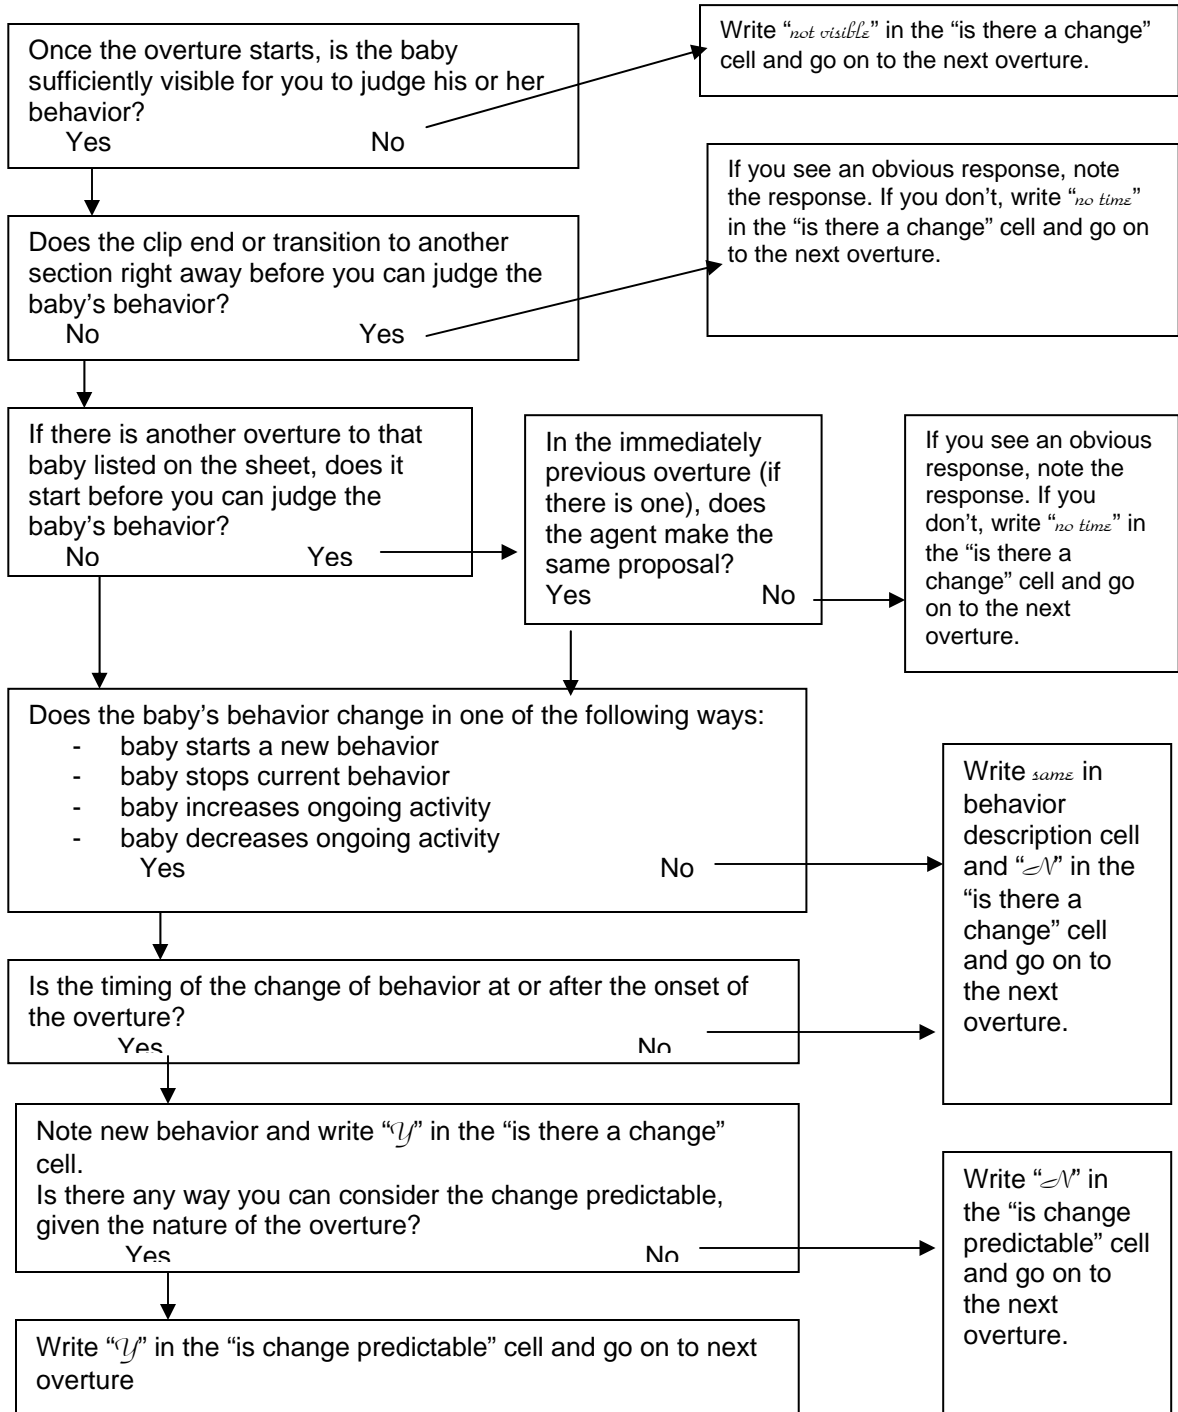 Once the overture starts, is the baby
sufficiently visible for you to judge his or her
behavior?
Yes No
Write “not visible” in the “is there a change”
cell and go on to the next overture.
Does the clip end or transition to another
section right away before you can judge the
baby’s behavior?
No Yes
If you see an obvious response, note
the response. If you don’t, write “no time”
in the “is there a change” cell and go on
to the next overture.
If there is another overture to that
baby listed on the sheet, does it
start before you can judge the
baby’s behavior?
No Yes
In the immediately
previous overture (if
there is one), does
the agent make the
same proposal?
Yes No
If you see an obvious
response, note the
response. If you
don’t, write “no time” in
the “is there a
change” cell and go
on to the next
overture.
Does the baby’s behavior change in one of the following ways:
- baby starts a new behavior
- baby stops current behavior
- baby increases ongoing activity
- baby decreases ongoing activity
Yes No
Write same in
behavior
description cell
and “N” in the
“is there a
change” cell
and go on to
the next
overture.
Is the timing of the change of behavior at or after the onset of
the overture?
Yes No
Note new behavior and write “Y” in the “is there a change”
cell.
Is there any way you can consider the change predictable,
given the nature of the overture?
Yes No
Write “N” in
the “is change
predictable” cell
and go on to
the next
overture.
Write “Y” in the “is change predictable” cell and go on to next
overture